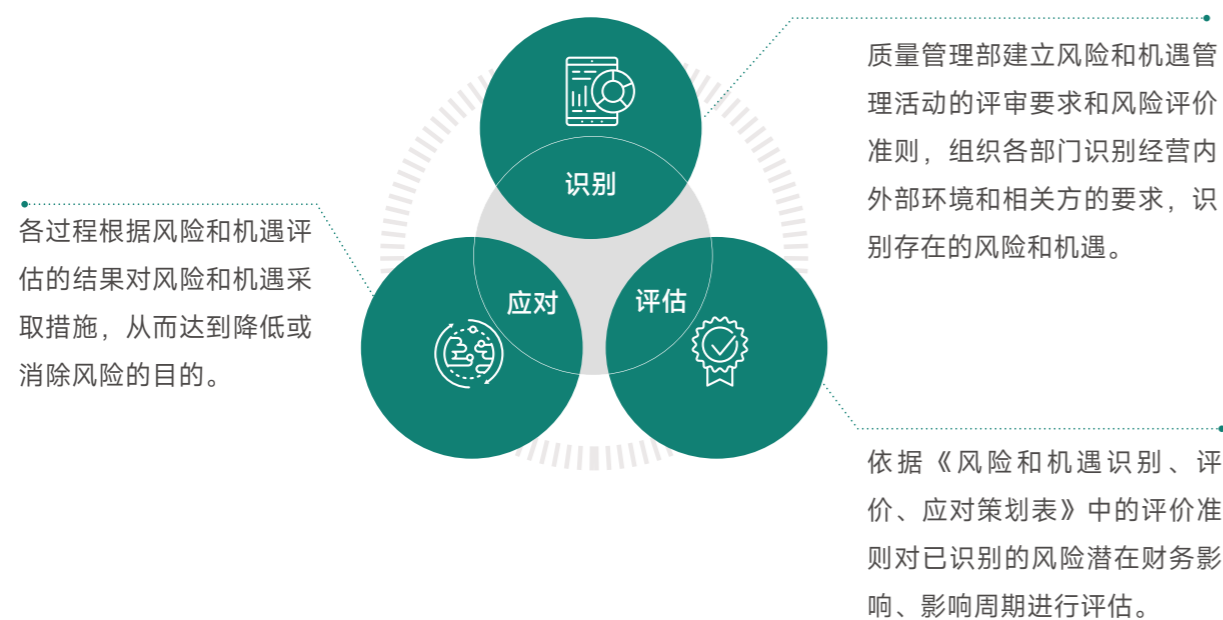 识别
质量管理部建立风险和机遇管
理活动的评审要求和风险评价
准则，组织各部门识别经营内
外部环境和相关方的要求，识
别存在的风险和机遇。
评估
依据《风险和机遇识别、评
价、应对策划表》中的评价准
则对已识别的风险潜在财务影
响、影响周期进行评估。
应对
各过程根据风险和机遇评
估的结果对风险和机遇采
取措施，从而达到降低或
消除风险的目的。